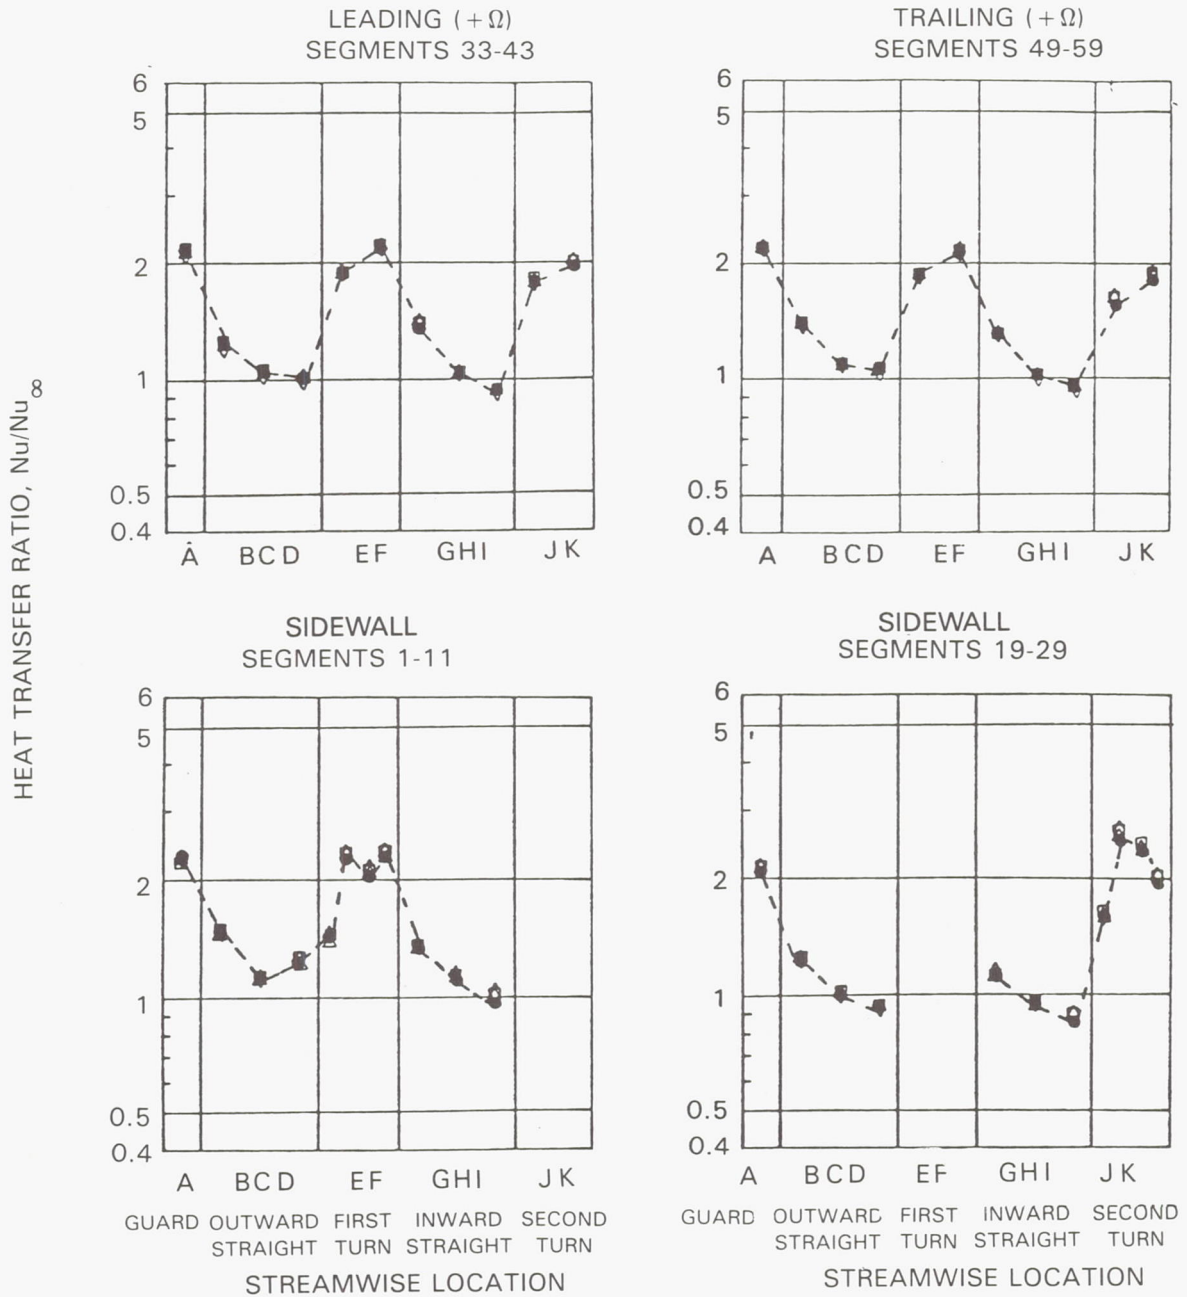 LEADING (+Ω)
SEGMENTS 33-43
6
5
2
1
0.5
0.4
A BCD EF GHI JK
TRAILING (+Ω)
SEGMENTS 49-59
6
5
2
1
0.5
0.4
A BCD EF GHI JK
HEAT TRANSFER RATIO, Nu/Nu∞
SIDEWALL
SEGMENTS 1-11
6
5
2
1
0.5
0.4
A BCD EF GHI JK
GUARD OUTWARD FIRST INWARD SECOND
STRAIGHT TURN STRAIGHT TURN
STREAMWISE LOCATION
SIDEWALL
SEGMENTS 19-29
6
5
2
1
0.5
0.4
A BCD EF GHI JK
GUARD OUTWARD FIRST INWARD SECOND
STRAIGHT TURN STRAIGHT TURN
STREAMWISE LOCATION